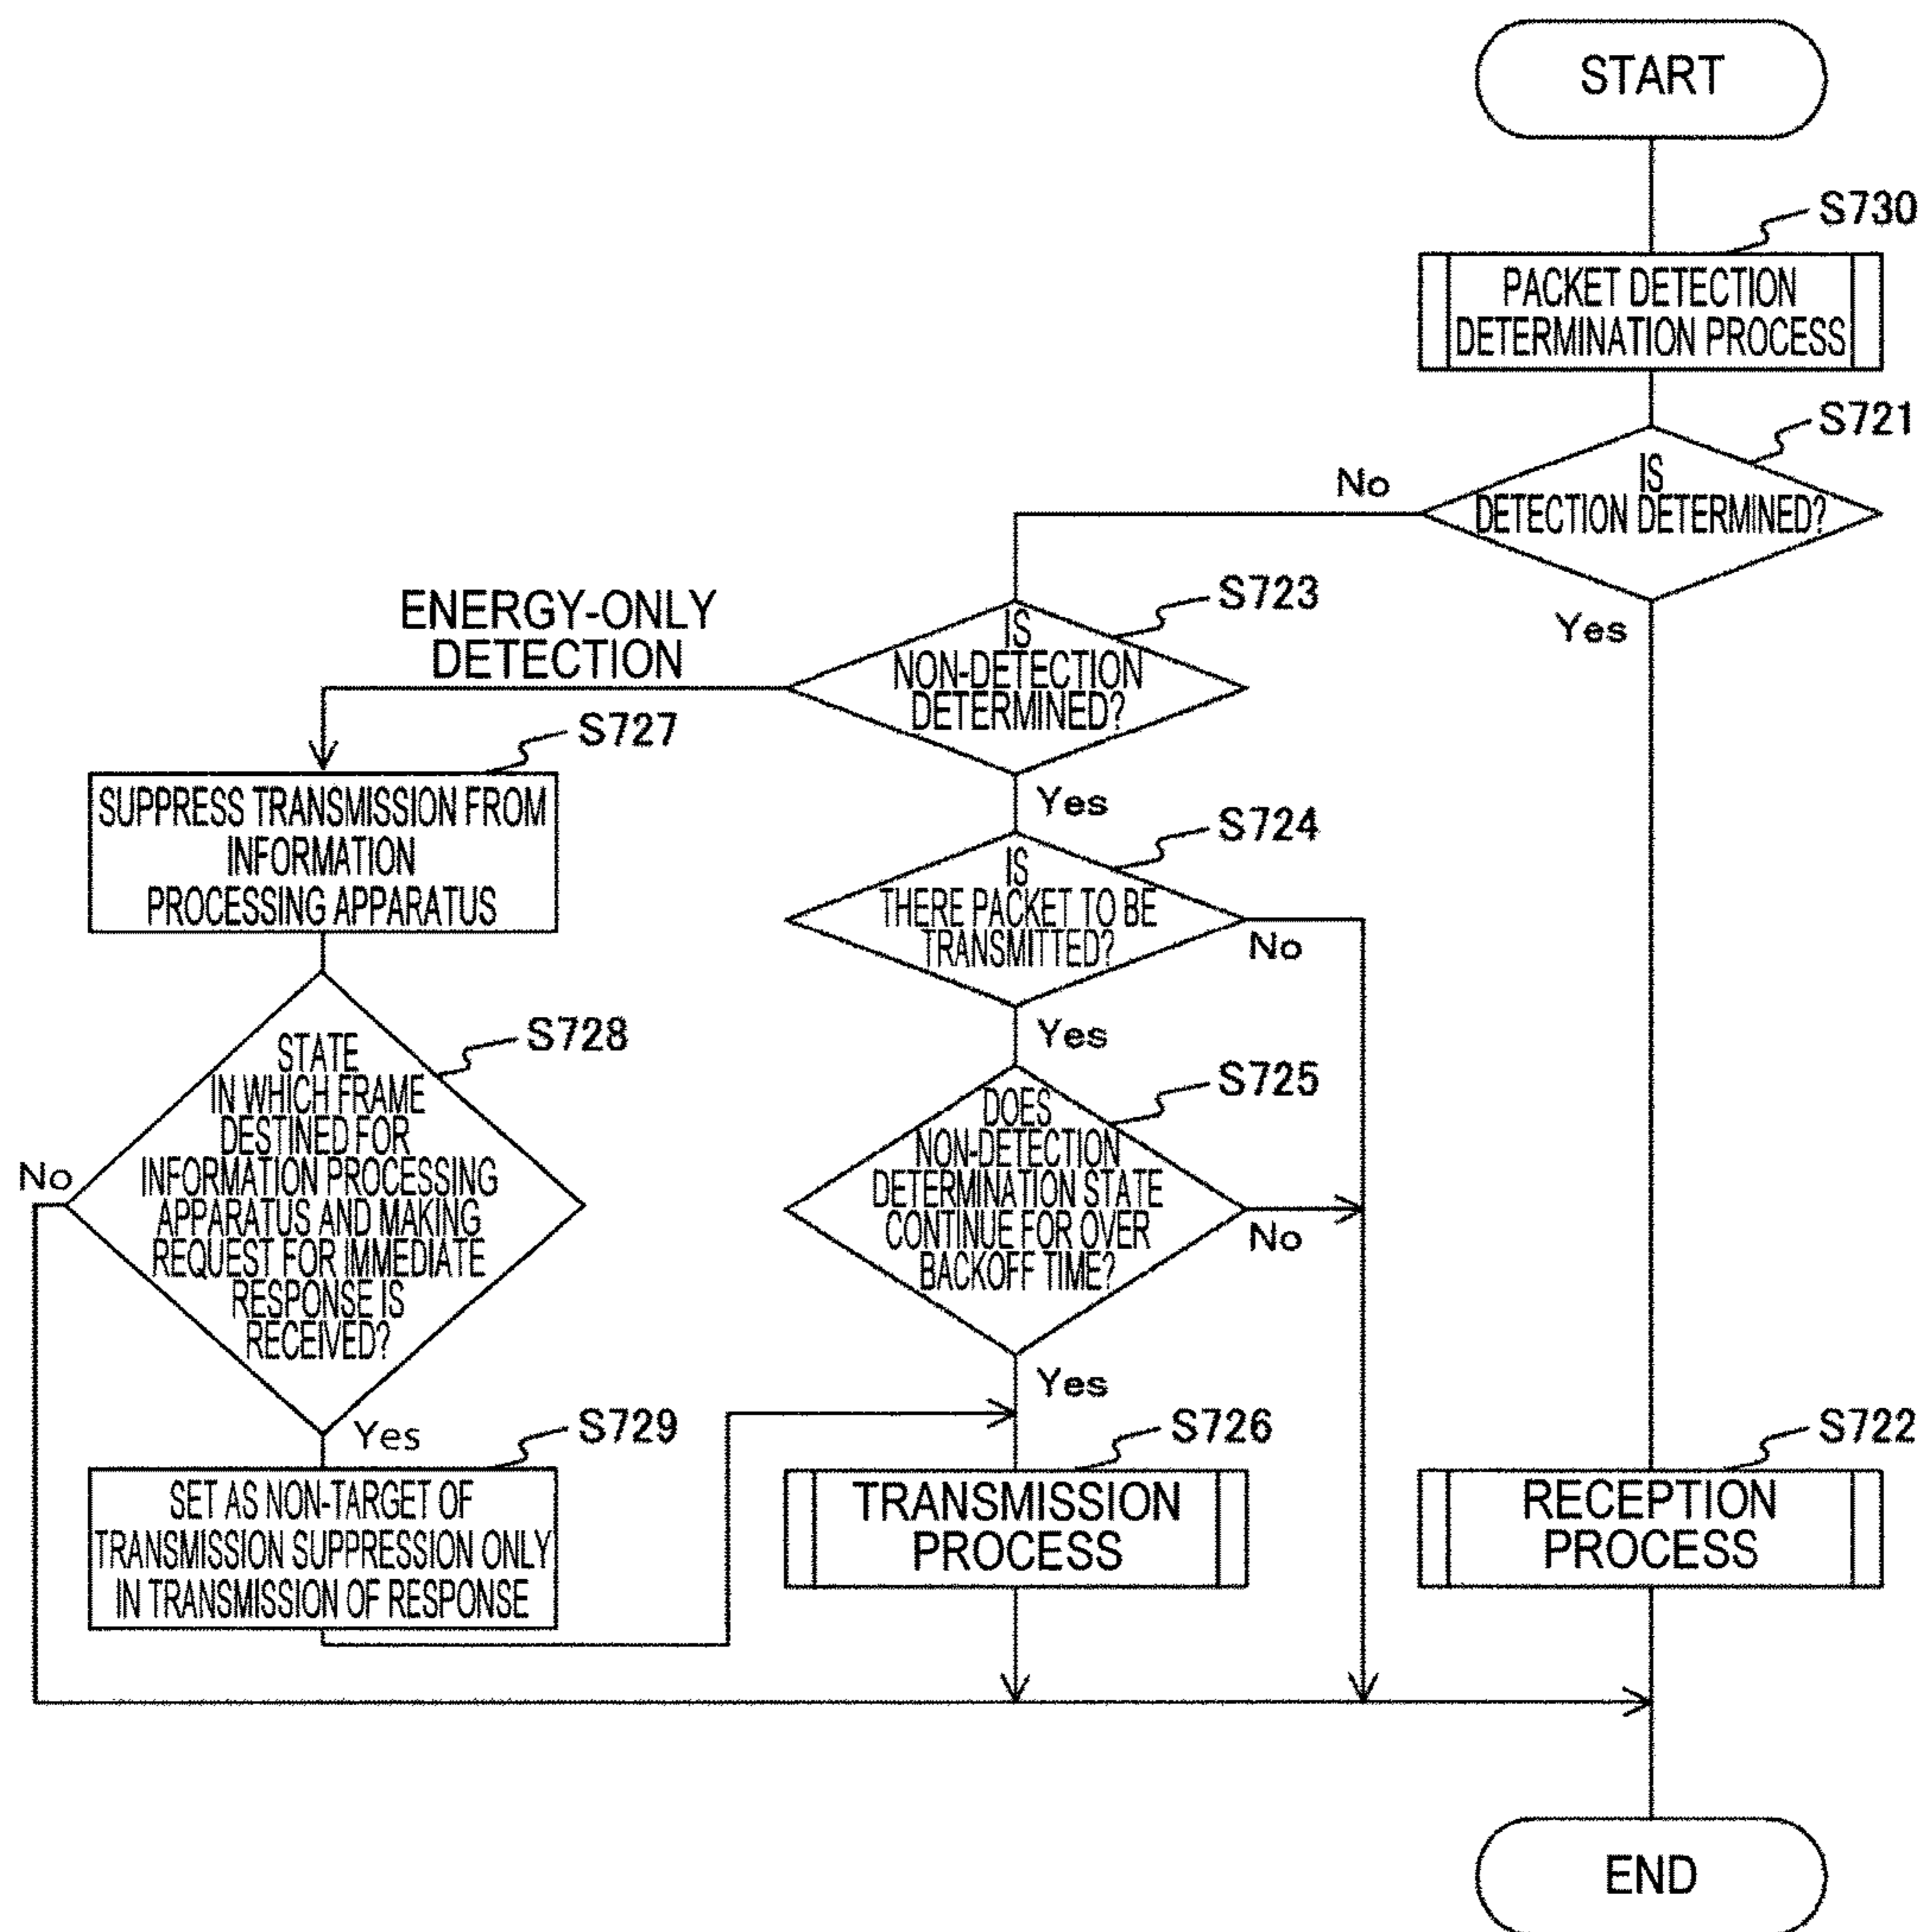 START
S730
PACKET DETECTION
DETERMINATION PROCESS
S721
IS
DETECTION DETERMINED?
No
Yes
S723
IS
NON-DETECTION
DETERMINED?
ENERGY-ONLY
DETECTION
Yes
S727
SUPPRESS TRANSMISSION FROM
INFORMATION
PROCESSING APPARATUS
S724
IS
THERE PACKET TO BE
TRANSMITTED?
No
Yes
S728
STATE
IN WHICH FRAME
DESTINED FOR
INFORMATION PROCESSING
APPARATUS AND MAKING
REQUEST FOR IMMEDIATE
RESPONSE IS
RECEIVED?
No
Yes
S725
DOES
NON-DETECTION
DETERMINATION STATE
CONTINUE FOR OVER
BACKOFF TIME?
No
Yes
S729
SET AS NON-TARGET OF
TRANSMISSION SUPPRESSION ONLY
IN TRANSMISSION OF RESPONSE
S726
TRANSMISSION
PROCESS
S722
RECEPTION
PROCESS
END